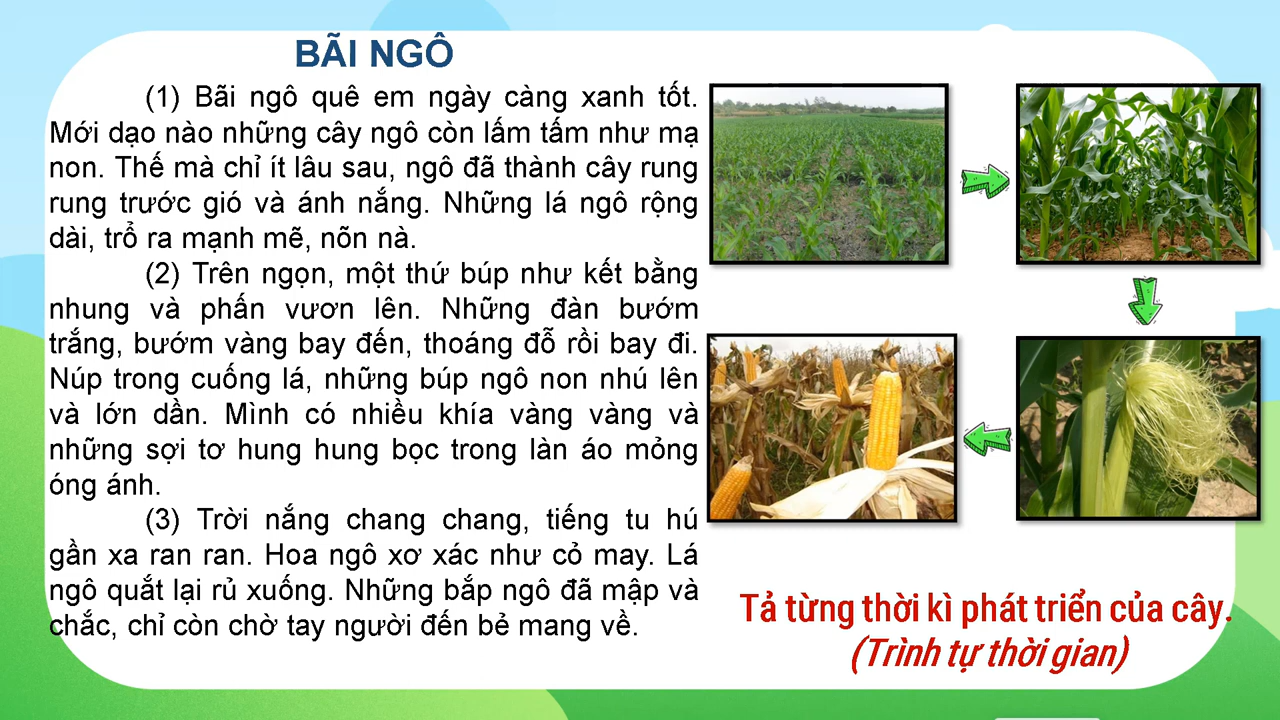 BÃI NGÔ
(1) Bãi ngô quê em ngày càng xanh tốt.
Mới dạo nào những cây ngô còn lấm tấm như mạ
non. Thế mà chỉ ít lâu sau, ngô đã thành cây rung
rung trước gió và ánh nắng. Những lá ngô rộng
dài, trổ ra mạnh mẽ, nõn nà.
(2) Trên ngọn, một thứ búp như kết bằng
nhung và phấn vươn lên. Những đàn bướm
trắng, bướm vàng bay đến, thoáng đỗ rồi bay đi.
Núp trong cuống lá, những búp ngô non nhú lên
và lớn dần. Mình có nhiều khía vàng vàng và
những sợi tơ hung hung bọc trong làn áo mỏng
óng ánh.
(3) Trời nắng chang chang, tiếng tu hú
gần xa ran ran. Hoa ngô xơ xác như cỏ may. Lá
ngô quắt lại rủ xuống. Những bắp ngô đã mập và
chắc, chỉ còn chờ tay người đến bẻ mang về.
Tả từng thời kì phát triển của cây.
(Trình tự thời gian)